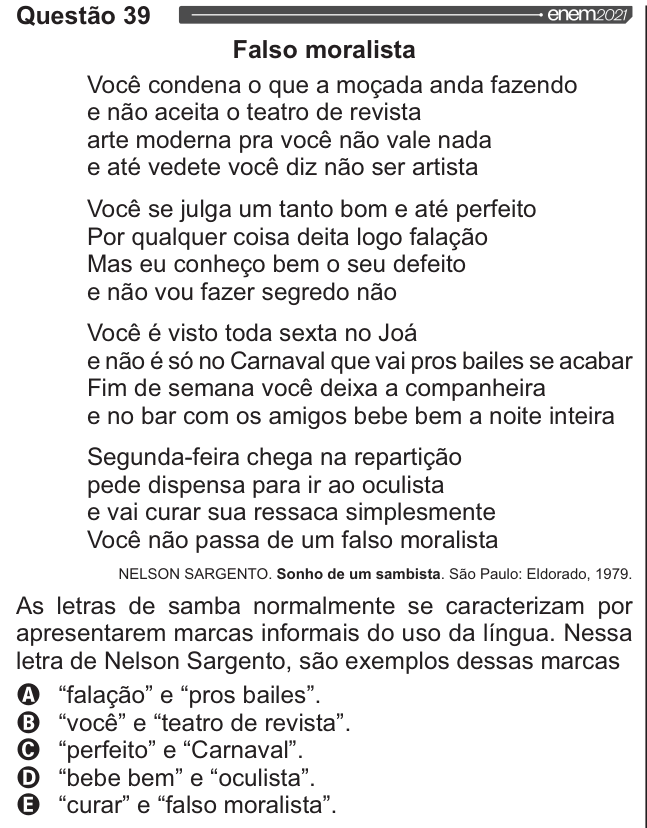 Questão 39
enem2021
Falso moralista
Você condena o que a moçada anda fazendo
e não aceita o teatro de revista
arte moderna pra você não vale nada
e até vedete você diz não ser artista
Você se julga um tanto bom e até perfeito
Por qualquer coisa deita logo falação
Mas eu conheço bem o seu defeito
e não vou fazer segredo não
Você é visto toda sexta no Joá
e não é só no Carnaval que vai pros bailes se acabar
Fim de semana você deixa a companheira
e no bar com os amigos bebe bem a noite inteira
Segunda-feira chega na repartição
pede dispensa para ir ao oculista
e vai curar sua ressaca simplesmente
Você não passa de um falso moralista
NELSON SARGENTO. Sonho de um sambista. São Paulo: Eldorado, 1979.
As letras de samba normalmente se caracterizam por
apresentarem marcas informais do uso da língua. Nessa
letra de Nelson Sargento, são exemplos dessas marcas
A “falação” e “pros bailes”.
B “você” e “teatro de revista”.
C “perfeito” e “Carnaval”.
D “bebe bem” e “oculista”.
E “curar” e “falso moralista”.